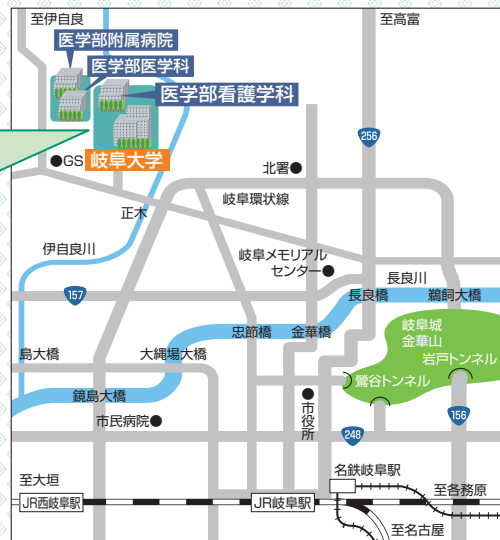 至伊自良
至高富
医学部附属病院
医学部医学科
医学部看護学科
256
GS
岐阜大学
北署
岐阜環状線
正木
伊自良川
岐阜メモリアル
センター
長良川
157
長良橋
鵜飼大橋
忠節橋
金華橋
岐阜城
金華山
島大橋
大縄場大橋
岩戸トンネル
鶯谷トンネル
鏡島大橋
市民病院
市役所
248
156
名鉄岐阜駅
至大垣
至各務原
JR西岐阜駅
JR岐阜駅
至名古屋